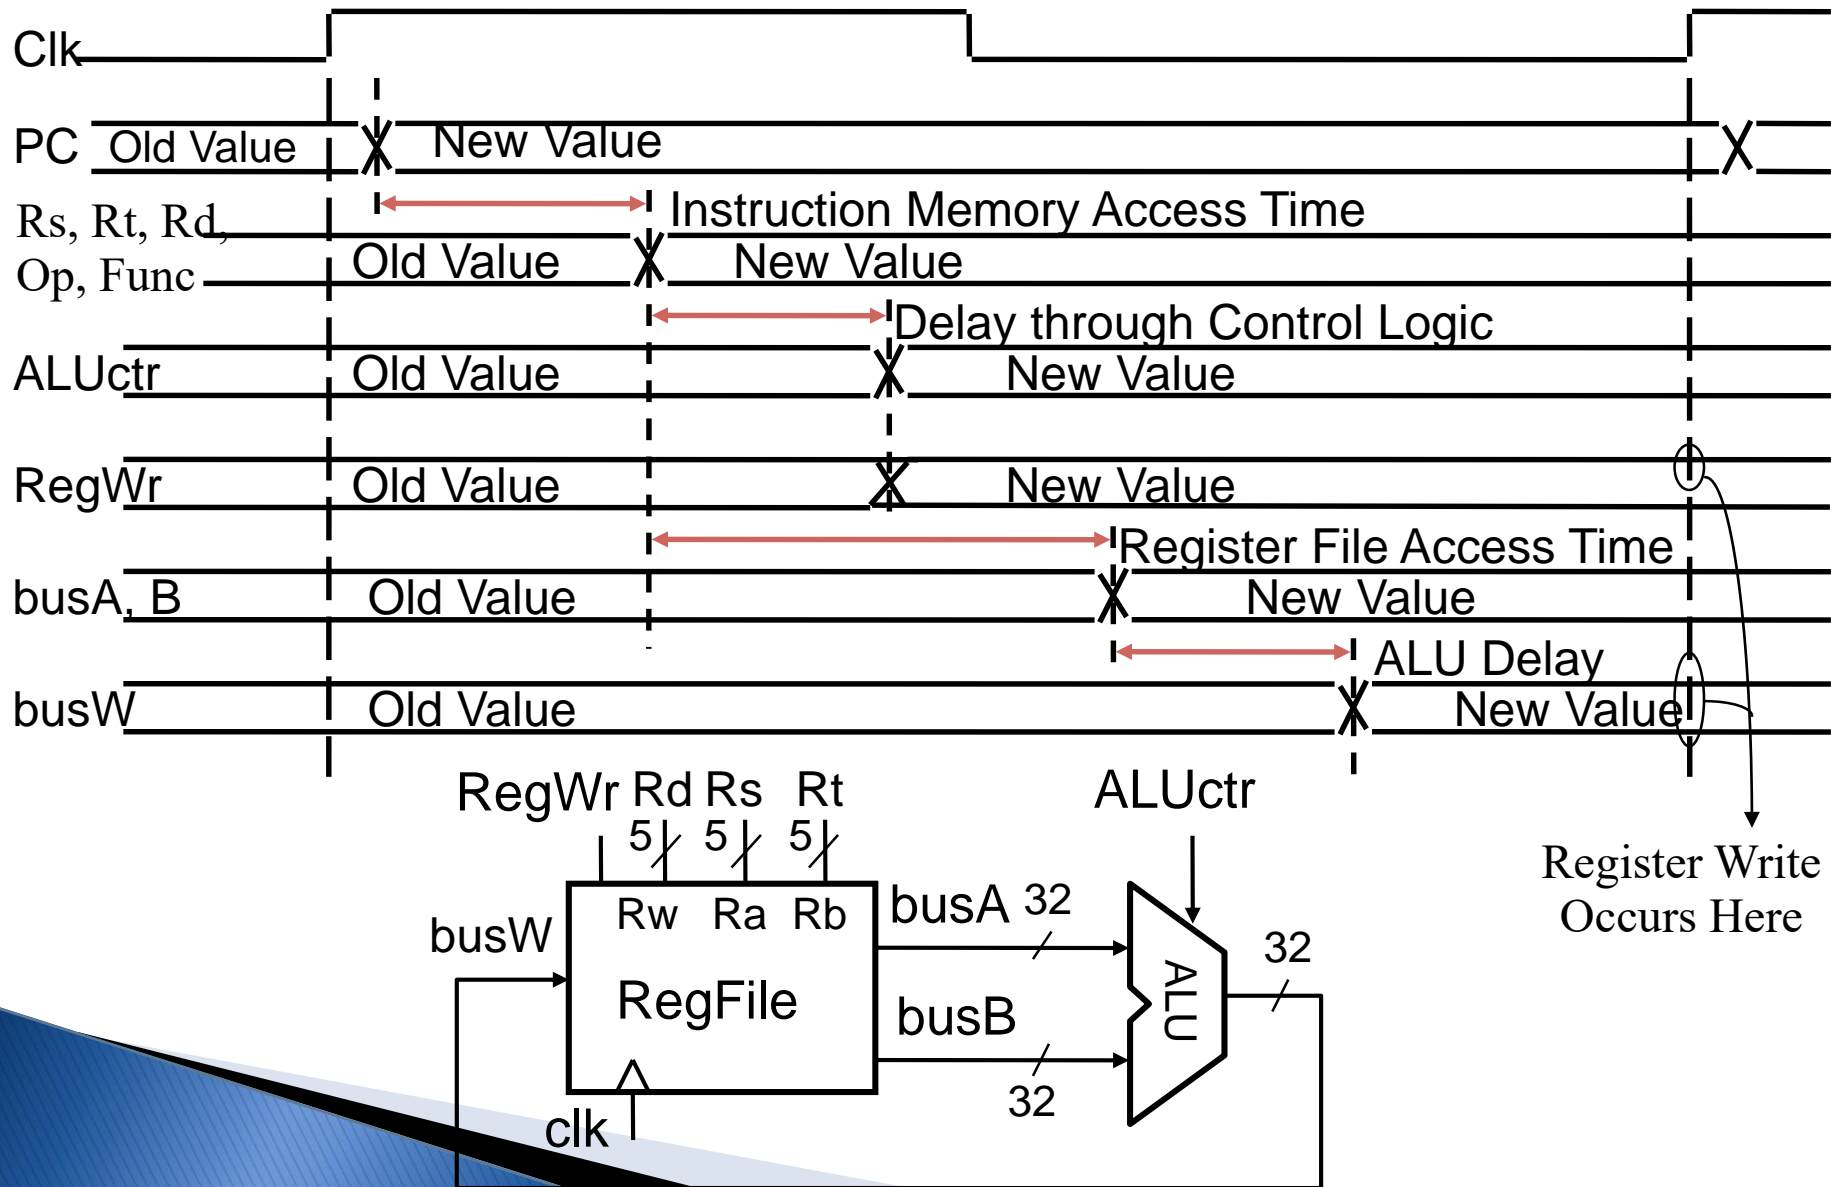 Clk
PC Old Value New Value
Instruction Memory Access Time
Rs, Rt, Rd,
Op, Func Old Value New Value
Delay through Control Logic
ALUctr Old Value New Value
RegWr Old Value New Value
Register File Access Time
busA, B Old Value New Value
ALU Delay
busW Old Value New Value
RegWr Rd Rs Rt ALUctr
5 5 5
Register Write
Occurs Here
Rw Ra Rb
busA 32
busW
32
RegFile
ALU
busB
32
clk